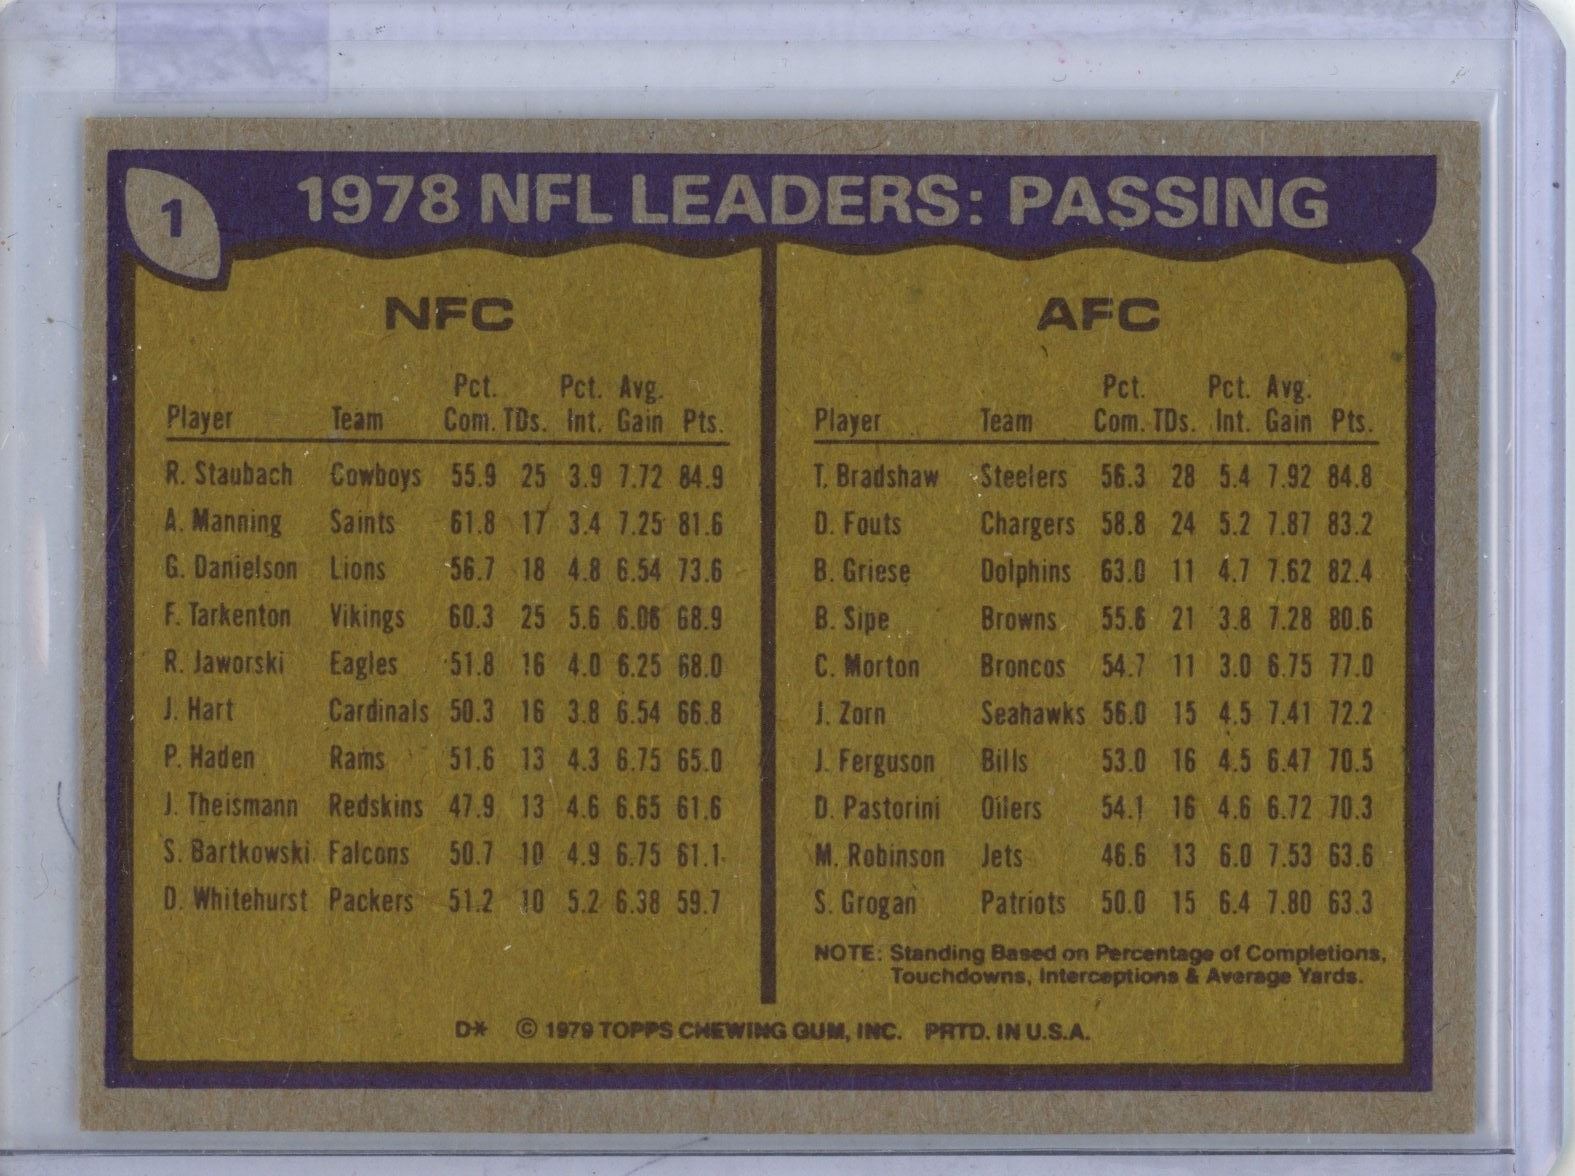 1
1978 NFL LEADERS: PASSING
NFC
Pct. Pct. Avg.
Player Team Com. TDs. Int. Gain Pts.
R. Staubach Cowboys 55.9 25 3.9 7.72 84.9
A. Manning Saints 61.8 17 3.4 7.25 81.6
G. Danielson Lions 56.7 18 4.8 6.54 73.6
F. Tarkenton Vikings 60.3 25 5.6 6.06 68.9
R. Jaworski Eagles 51.8 16 4.0 6.25 68.0
J. Hart Cardinals 50.3 16 3.8 6.54 66.8
P. Haden Rams 51.6 13 4.3 6.75 65.0
J. Theismann Redskins 47.9 13 4.6 6.65 61.6
S. Bartkowski Falcons 50.7 10 4.9 6.75 61.1
D. Whitehurst Packers 51.2 10 5.2 6.38 59.7
AFC
Pct. Pct. Avg.
Player Team Com. TDs. Int. Gain Pts.
T. Bradshaw Steelers 56.3 28 5.4 7.92 84.8
D. Fouts Chargers 58.8 24 5.2 7.87 83.2
B. Griese Dolphins 63.0 11 4.7 7.62 82.4
B. Sipe Browns 55.6 21 3.8 7.28 80.6
C. Morton Broncos 54.7 11 3.0 6.75 77.0
J. Zorn Seahawks 56.0 15 4.5 7.41 72.2
J. Ferguson Bills 53.0 16 4.5 6.47 70.5
D. Pastorini Oilers 54.1 16 4.6 6.72 70.3
M. Robinson Jets 46.6 13 6.0 7.53 63.6
S. Grogan Patriots 50.0 15 6.4 7.80 63.3
NOTE: Standing Based on Percentage of Completions,
Touchdowns, Interceptions & Average Yards.
D* © 1979 TOPPS CHEWING GUM, INC. PRTD. IN U.S.A.